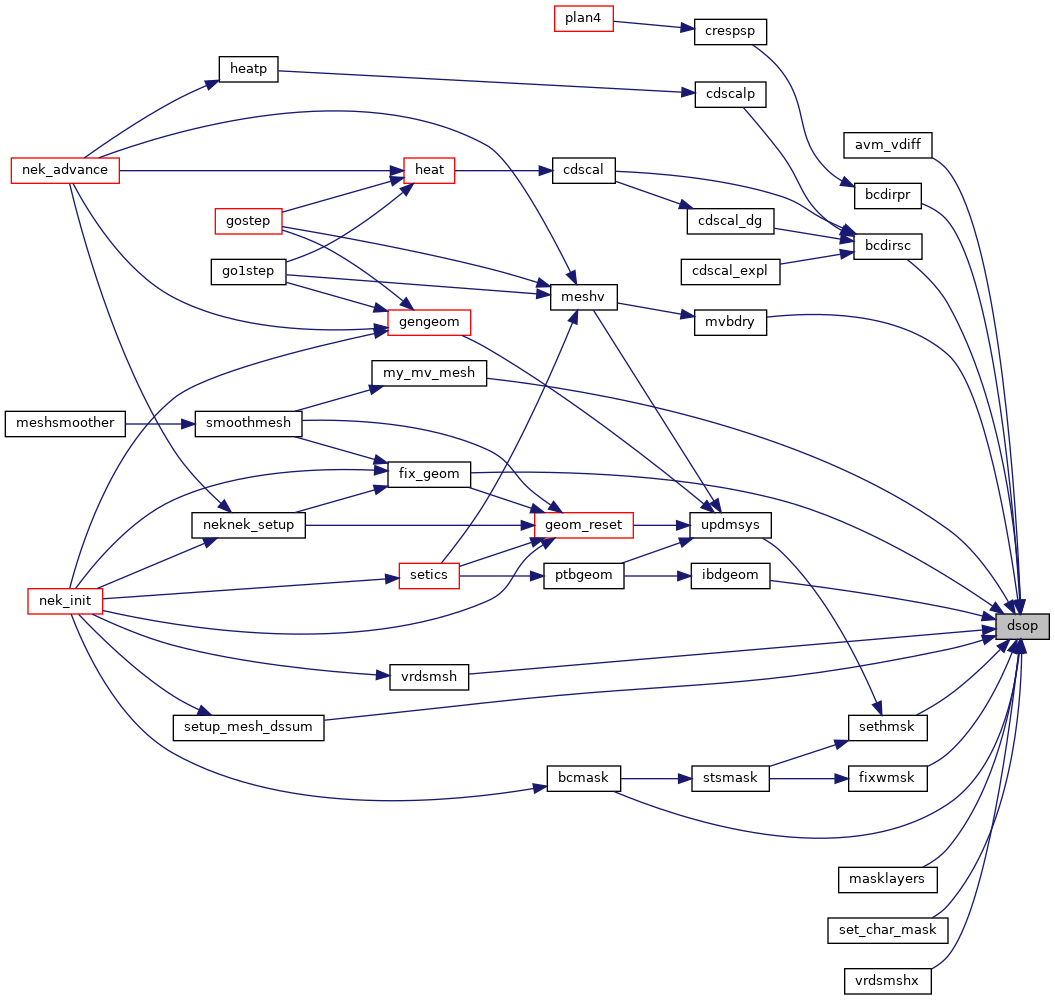 plan4
crespsp
heatp
cdscalp
avm_vdiff
nek_advance
heat
cdscal
bcdirpr
gostep
cdscal_dg
bcdirsc
go1step
cdscal_expl
meshv
gengeom
mvbdry
my_mv_mesh
meshsmoother
smoothmesh
fix_geom
neknek_setup
geom_reset
updmsys
setics
ptbgeom
ibdgeom
nek_init
dsop
vrdsmsh
setup_mesh_dssum
sethmsk
bcmask
stsmask
fixwmsk
masklayers
set_char_mask
vrdsmshx